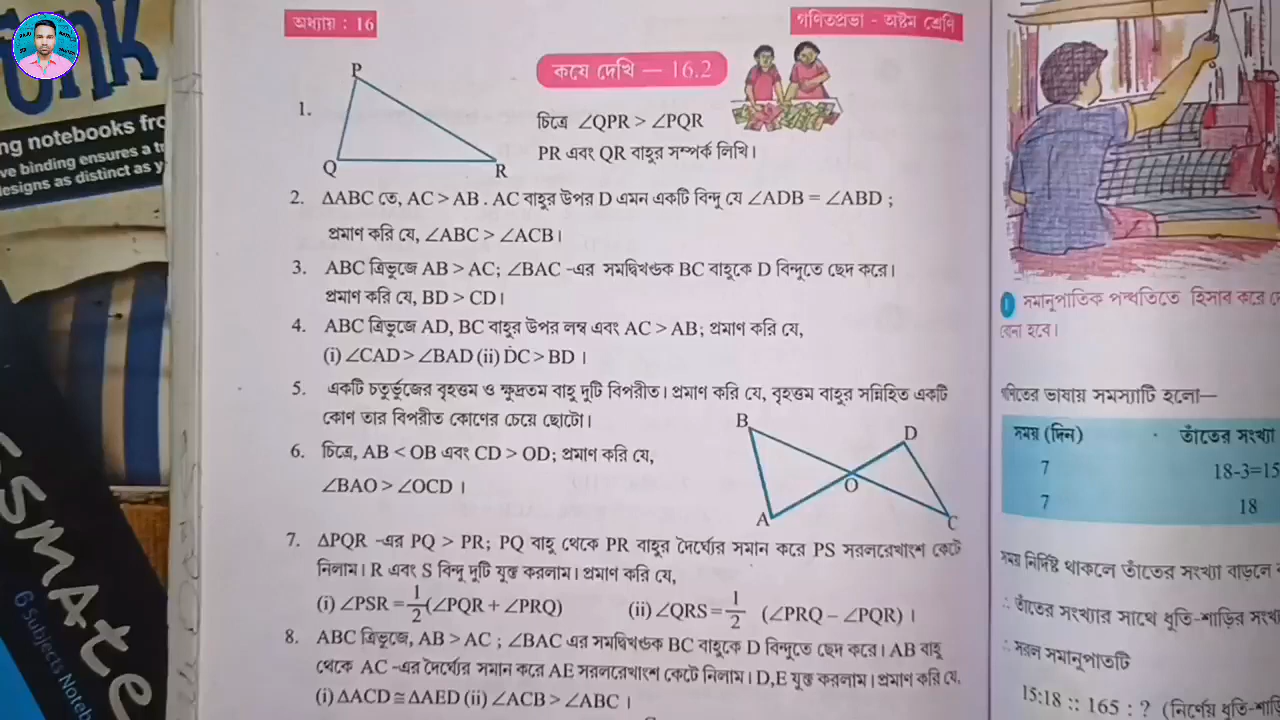 ng notebooks fro
ve binding ensures a
esigns as distinct as y
smate
6 Subjects Noteb
অধ্যায় : 16
গণিতপ্রভা - অষ্টম শ্রেণি
কষে দেখি — 16.2
P
Q
R
1.
চিত্রে ∠QPR > ∠PQR
PR এবং QR বাহুর সম্পর্ক লিখি।
2. ΔABC তে, AC > AB . AC বাহুর উপর D এমন একটি বিন্দু যে ∠ADB = ∠ABD ;
প্রমাণ করি যে, ∠ABC > ∠ACB।
3. ABC ত্রিভুজে AB > AC; ∠BAC -এর সমদ্বিখণ্ডক BC বাহুকে D বিন্দুতে ছেদ করে।
প্রমাণ করি যে, BD > CD।
4. ABC ত্রিভুজে AD, BC বাহুর উপর লম্ব এবং AC > AB; প্রমাণ করি যে,
(i) ∠CAD > ∠BAD (ii) DC > BD ।
5. একটি চতুর্ভুজের বৃহত্তম ও ক্ষুদ্রতম বাহু দুটি বিপরীত। প্রমাণ করি যে, বৃহত্তম বাহুর সন্নিহিত একটি
কোণ তার বিপরীত কোণের চেয়ে ছোটো।
6. চিত্রে, AB < OB এবং CD > OD; প্রমাণ করি যে,
∠BAO > ∠OCD ।
B
D
O
A
C
7. ΔPQR -এর PQ > PR; PQ বাহু থেকে PR বাহুর দৈর্ঘ্যের সমান করে PS সরলরেখাংশ কেটে
নিলাম। R এবং S বিন্দু দুটি যুক্ত করলাম। প্রমাণ করি যে,
(i) ∠PSR = 1/2 (∠PQR + ∠PRQ) (ii) ∠QRS = 1/2 (∠PRQ – ∠PQR) ।
8. ABC ত্রিভুজে, AB > AC ; ∠BAC এর সমদ্বিখণ্ডক BC বাহুকে D বিন্দুতে ছেদ করে। AB বাহু
থেকে AC -এর দৈর্ঘ্যের সমান করে AE সরলরেখাংশ কেটে নিলাম। D,E যুক্ত করলাম। প্রমাণ করি যে,
(i) ΔACD ≅ ΔAED (ii) ∠ACB > ∠ABC ।
সমানুপাতিক পদ্ধতিতে হিসাব করে
বোনা হবে।
গণিতের ভাষায় সমস্যাটি হলো—
সময় (দিন) তাঁতের সংখ্যা
7 18-3=15
7 18
সময় নির্দিষ্ট থাকলে তাঁতের সংখ্যা বাড়লে
∴ তাঁতের সংখ্যার সাথে ধুতি-শাড়ির সংখ্
∴ সরল সমানুপাতটি
15:18 :: 165 : ? (নির্ণেয় ধুতি-শাড়ি